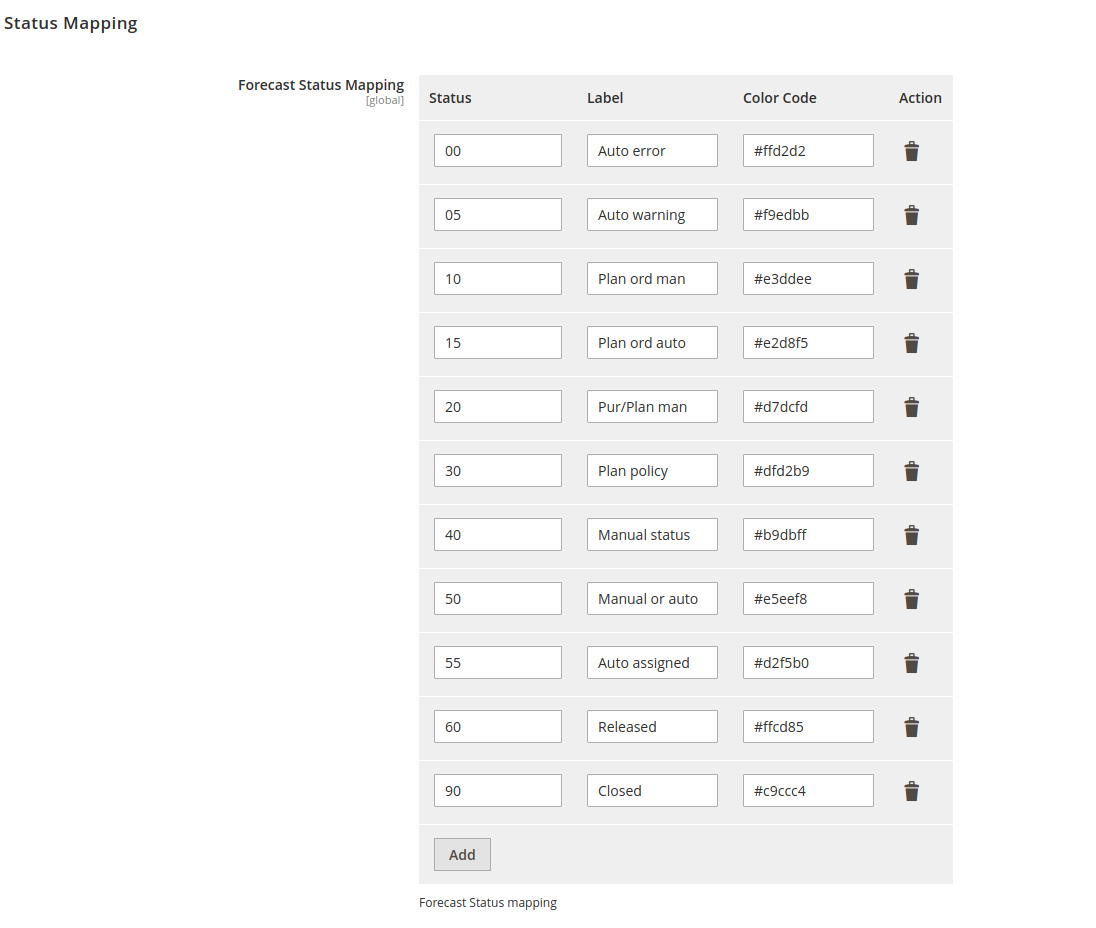 Status Mapping
Forecast Status Mapping
[global]
Status Label Color Code Action
00 Auto error #ffd2d2
05 Auto warning #f9edbb
10 Plan ord man #e3ddee
15 Plan ord auto #e2d8f5
20 Pur/Plan man #d7dcfd
30 Plan policy #dfd2b9
40 Manual status #b9dbff
50 Manual or auto #e5eef8
55 Auto assigned #d2f5b0
60 Released #ffcd85
90 Closed #c9ccc4
Add
Forecast Status mapping